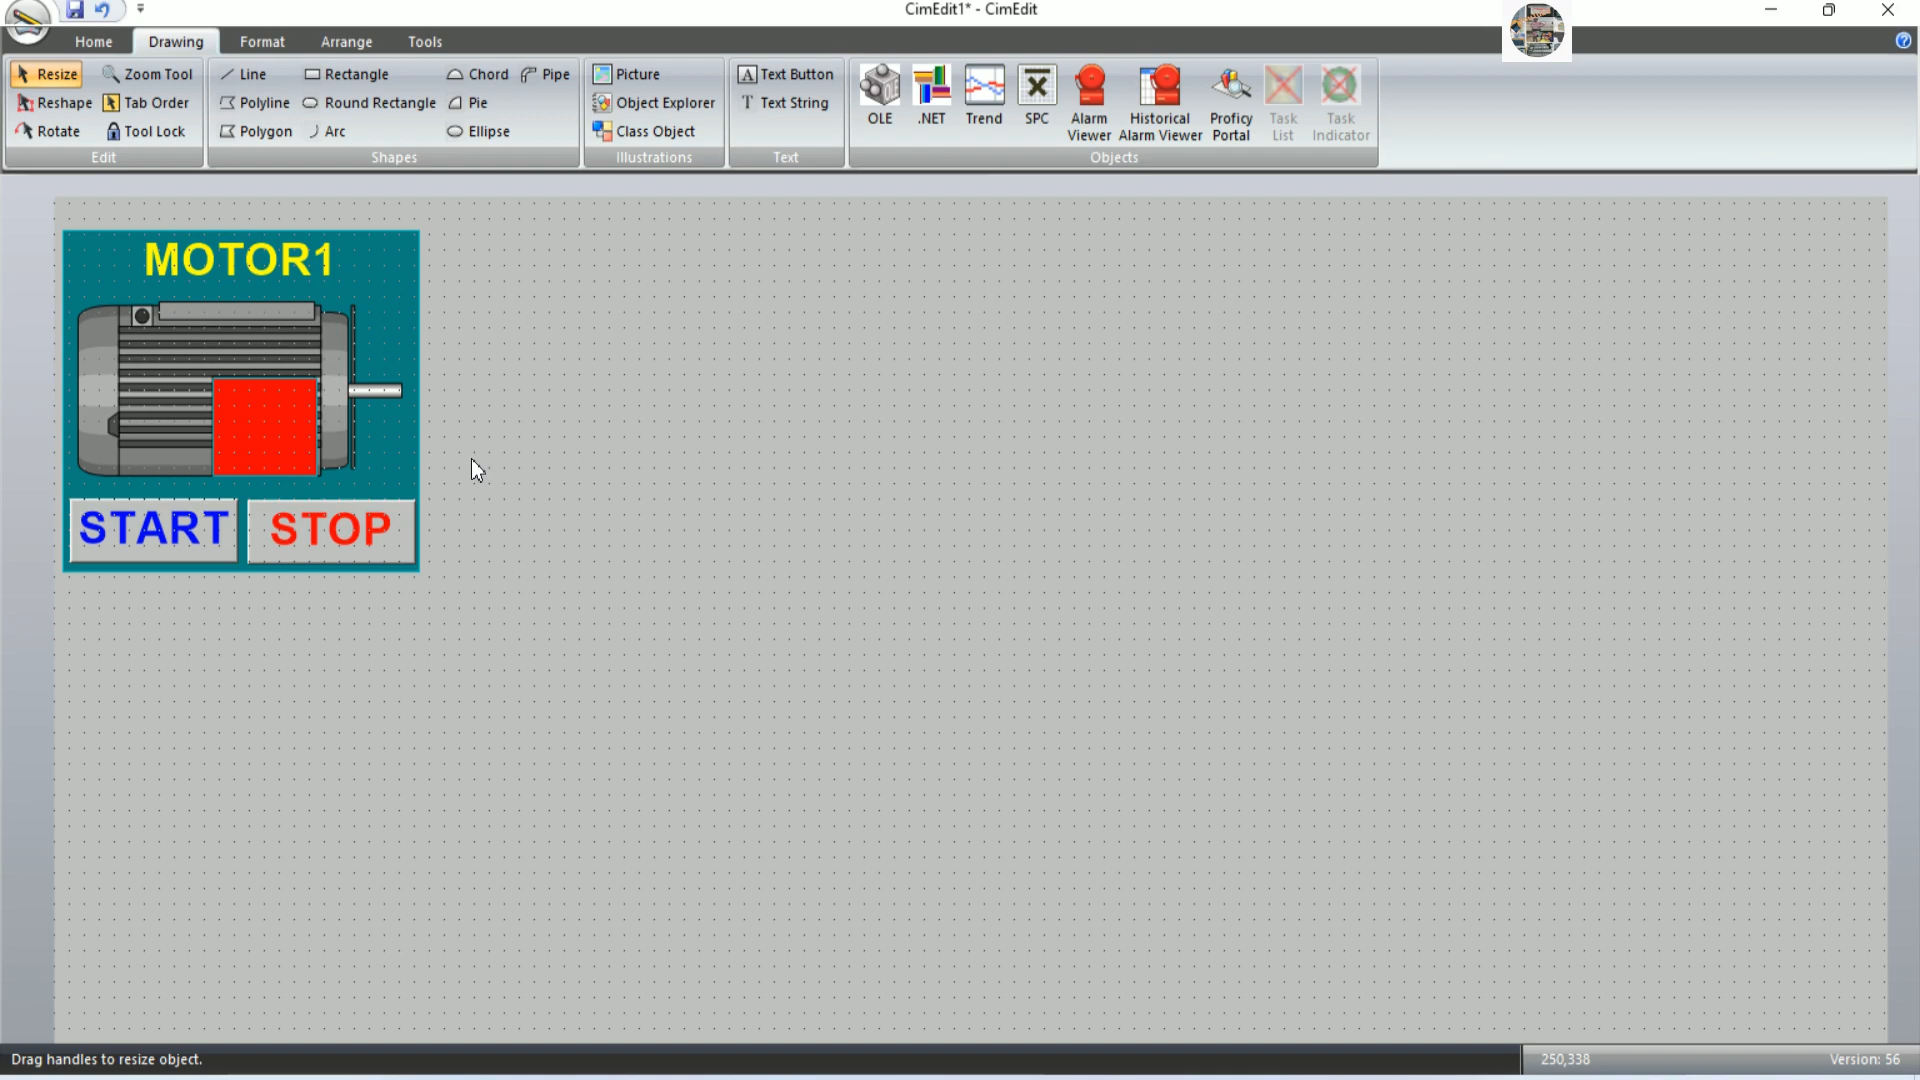 CimEdit1* - CimEdit
Home Drawing Format Arrange Tools
Resize Zoom Tool Line Rectangle Chord Pipe Picture Text Button
Reshape Tab Order Polyline Round Rectangle Pie Object Explorer Text String
Rotate Tool Lock Polygon Arc Ellipse Class Object
OLE .NET Trend SPC Alarm Viewer Historical Alarm Viewer Proficy Portal Task List Task Indicator
Edit Shapes Illustrations Text Objects
MOTOR1
START STOP
Drag handles to resize object. 250,338 Version: 56